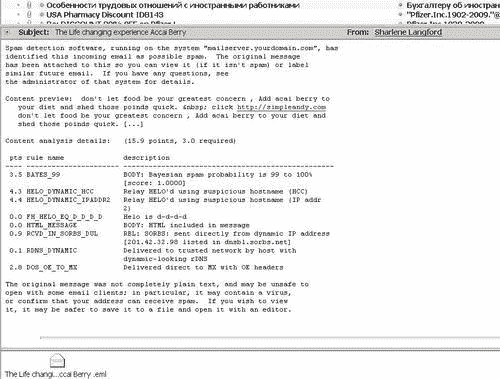 Особености трудовых отношений с иностранными работниками
Бухгалтеру об иностран
USA Pharmacy Discount IDB143
"Pfizer.Inc.1902-2009."@
Subject: The Life changing experience Accai Berry
From: Sharlene Langford
Spam detection software, running on the system "mailserver.yourdomain.com", has
identified this incoming email as possible spam. The original message
has been attached to this so you can view it (if it isn't spam) or label
similar future email. If you have any questions, see
the administrator of that system for details.
Content preview: don't let food be your greatest concern , Add acai berry to
your diet and shed those poinds quick. &nbsp; click http://simpleandy.com
don't let food be your greatest concern , Add acai berry to your diet and
shed those poinds quick. [...]
Content analysis details: (15.9 points, 3.0 required)
pts rule name description
---- ---------------------- --------------------------------------------------
3.5 BAYES_99 BODY: Bayesian spam probability is 99 to 100%
[score: 1.0000]
4.3 HELO_DYNAMIC_HCC Relay HELO'd using suspicious hostname (HCC)
4.4 HELO_DYNAMIC_IPADDR2 Relay HELO'd using suspicious hostname (IP addr
2)
0.0 FH_HELO_EQ_D_D_D_D Helo is d-d-d-d
0.0 HTML_MESSAGE BODY: HTML included in message
0.9 RCVD_IN_SORBS_DUL RBL: SORBS: sent directly from dynamic IP address
[201.42.32.98 listed in dnsbl.sorbs.net]
0.1 RDNS_DYNAMIC Delivered to trusted network by host with
dynamic-looking rDNS
2.8 DOS_OE_TO_MX Delivered direct to MX with OE headers
The original message was not completely plain text, and may be unsafe to
open with some email clients; in particular, it may contain a virus,
or confirm that your address can receive spam. If you wish to view
it, it may be safer to save it to a file and open it with an editor.
The Life changi...ccai Berry .eml